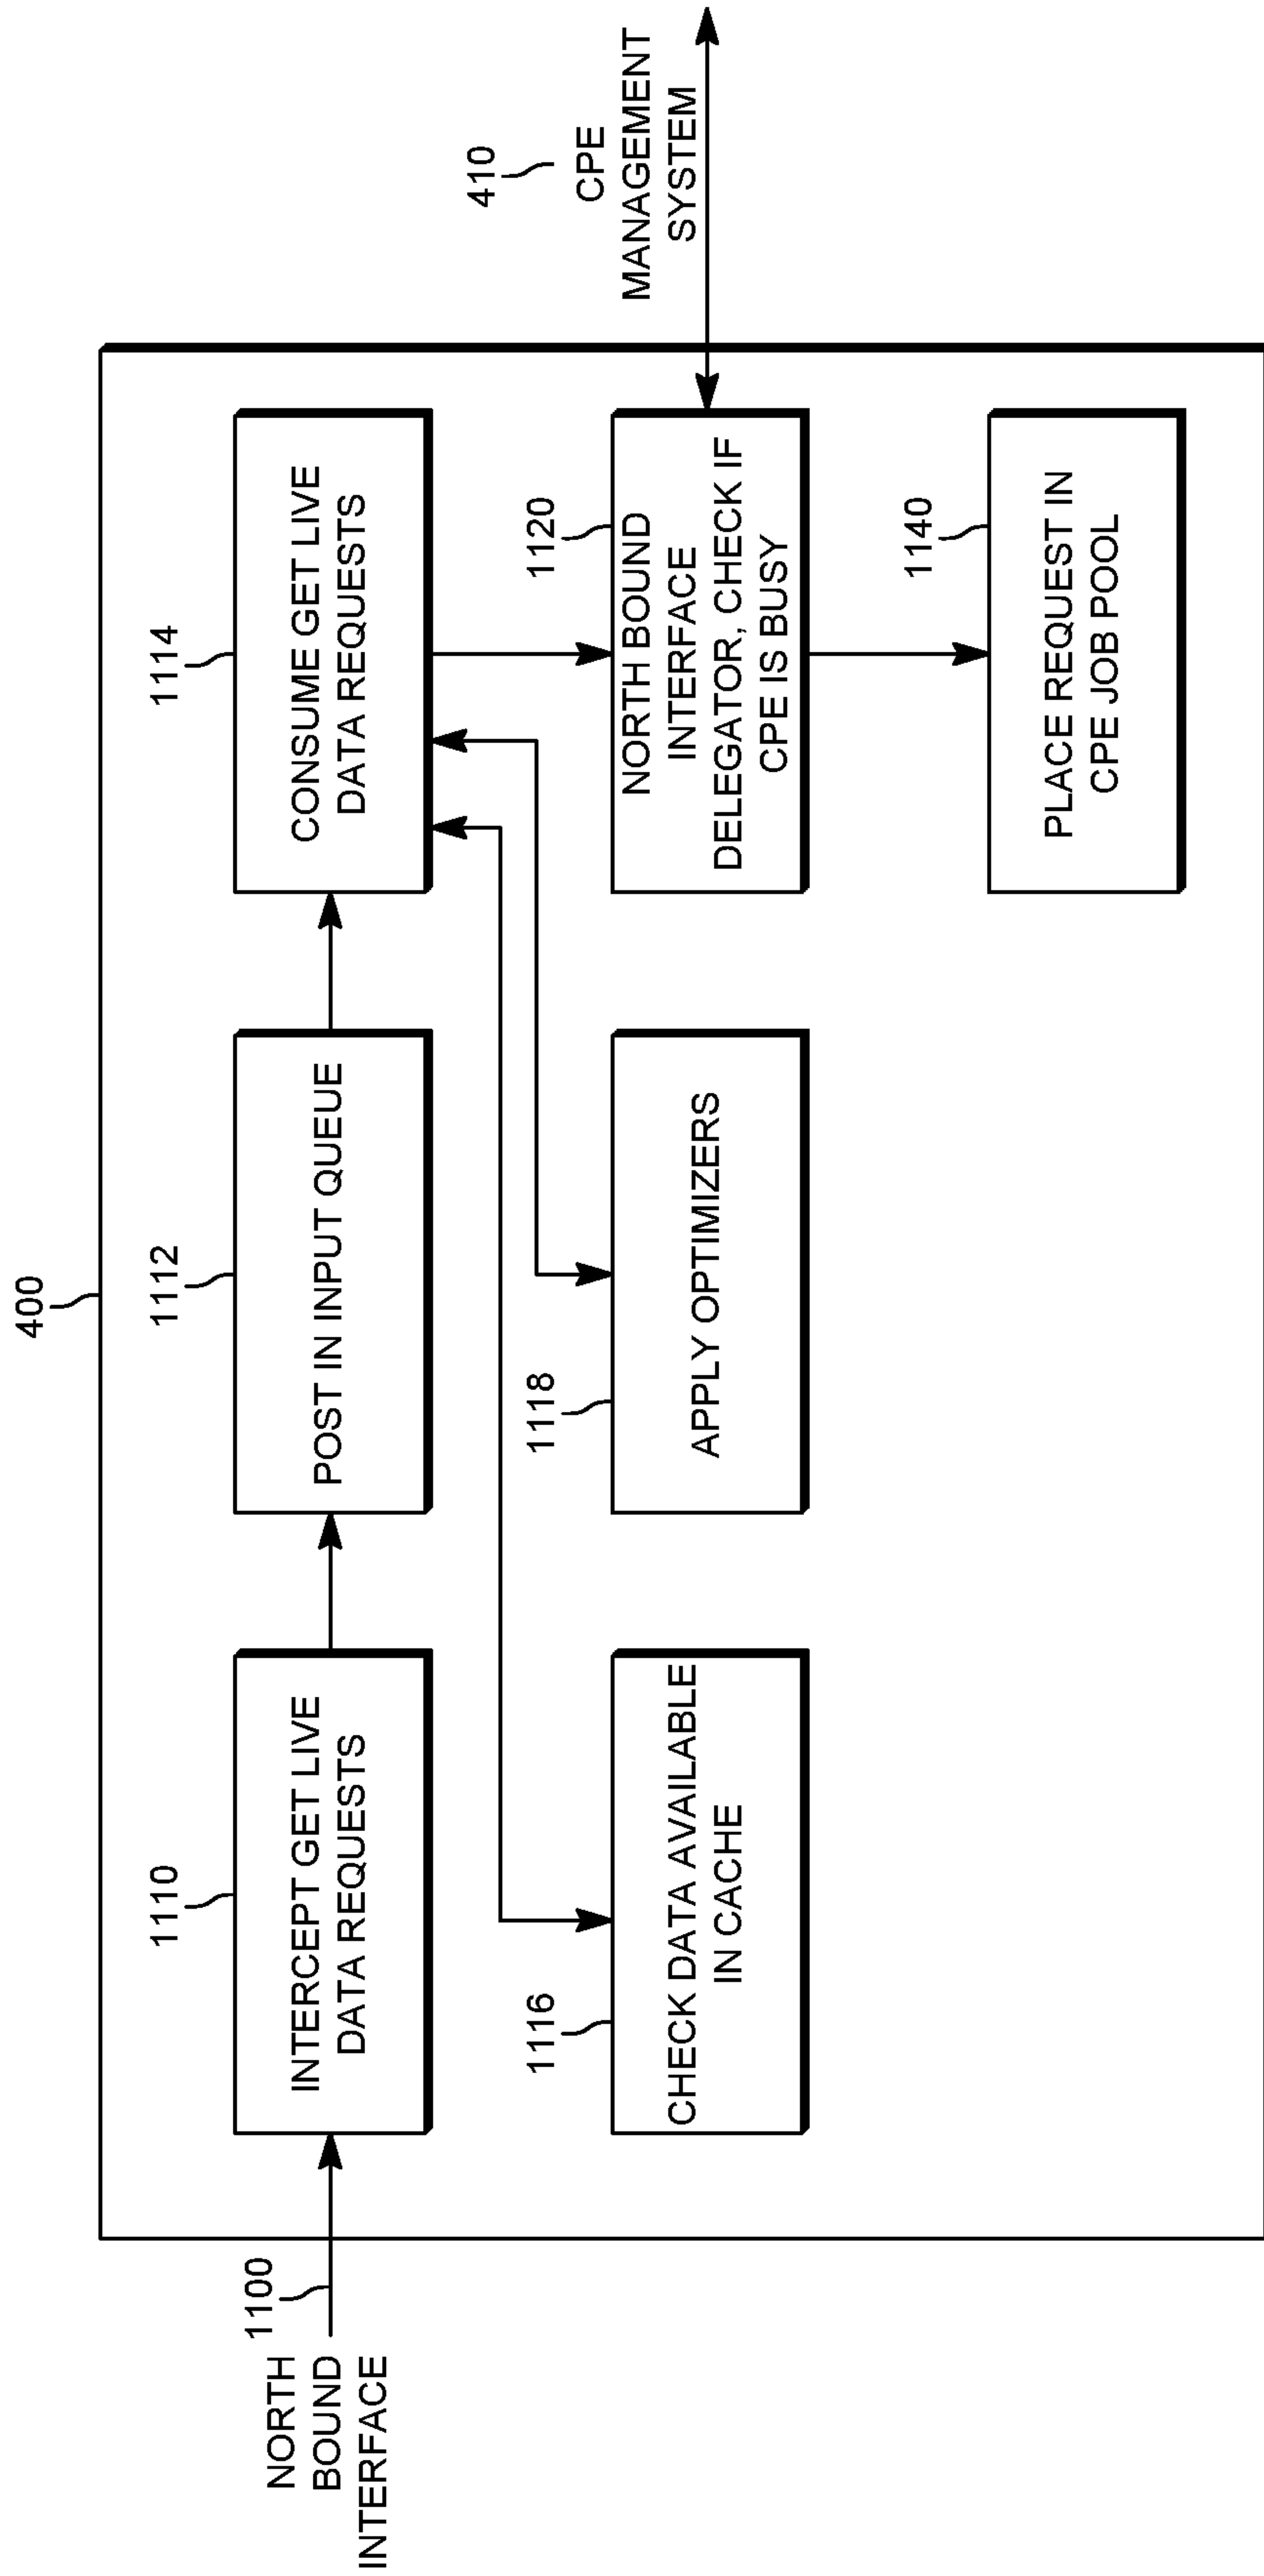 400
NORTH
BOUND
INTERFACE
1100
1110
INTERCEPT GET LIVE
DATA REQUESTS
1112
POST IN INPUT QUEUE
1114
CONSUME GET LIVE
DATA REQUESTS
1116
CHECK DATA AVAILABLE
IN CACHE
1118
APPLY OPTIMIZERS
1120
NORTH BOUND
INTERFACE
DELEGATOR, CHECK IF
CPE IS BUSY
410
CPE
MANAGEMENT
SYSTEM
1140
PLACE REQUEST IN
CPE JOB POOL